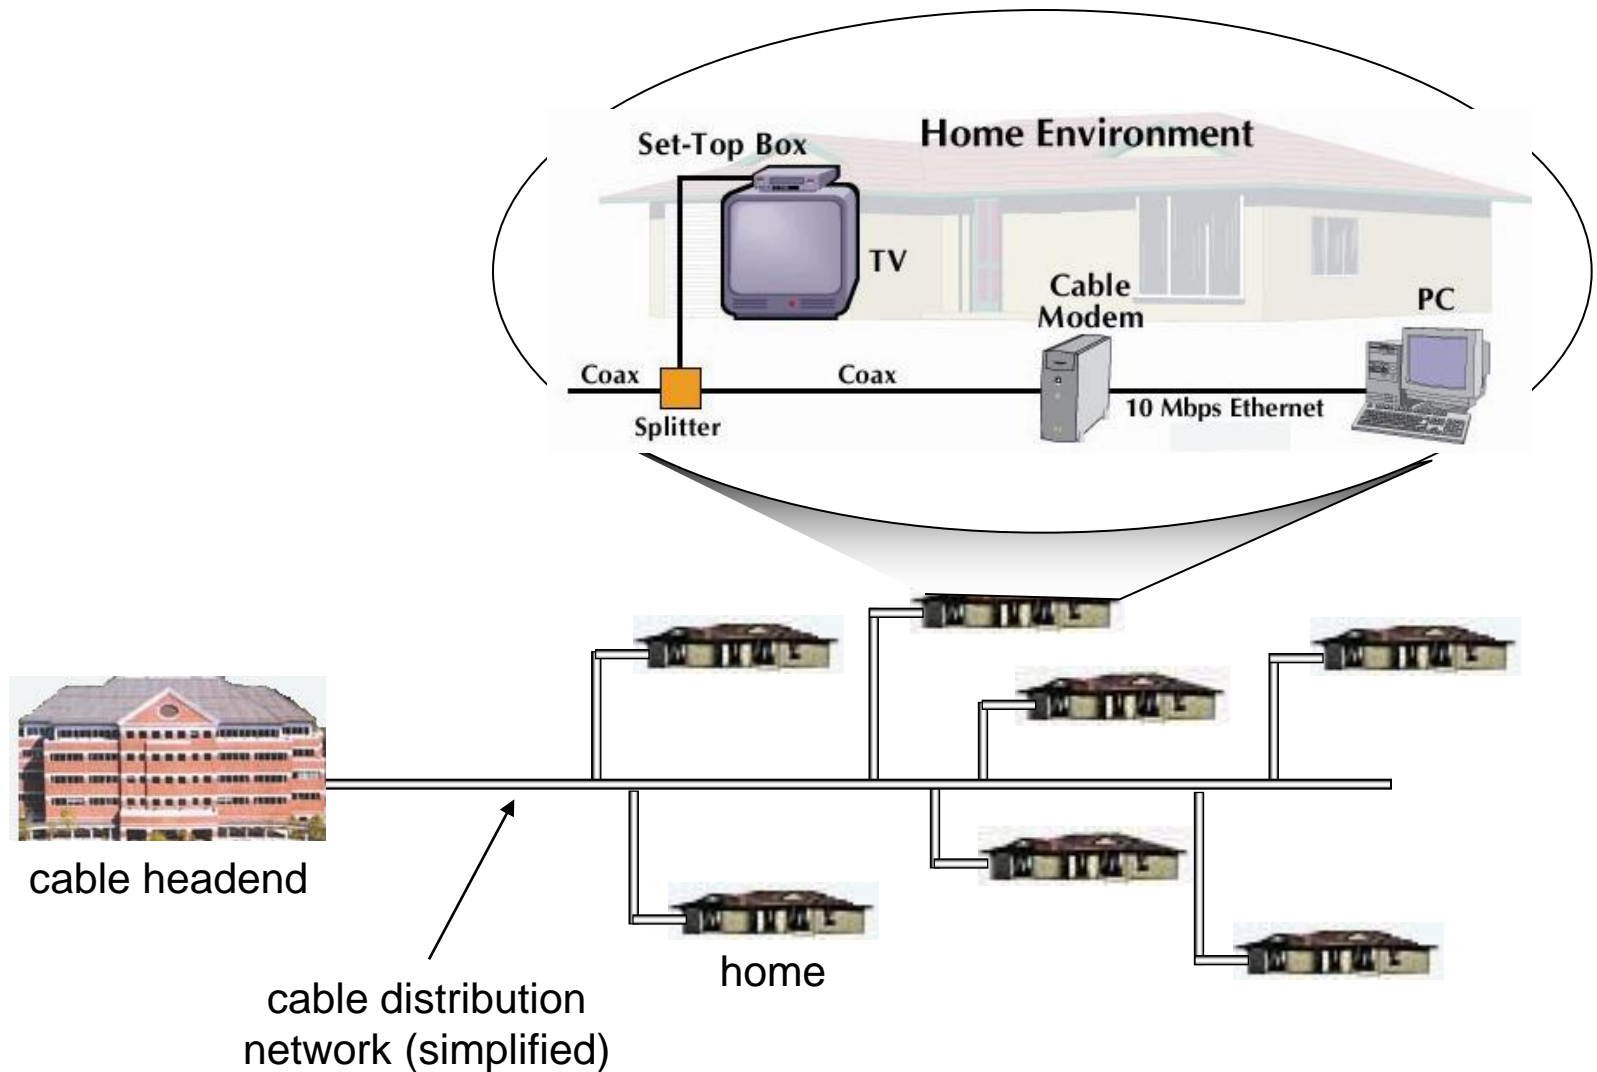 Home Environment
Set-Top Box
TV
Cable
Modem
PC
Coax
Coax
10 Mbps Ethernet
Splitter
cable headend
home
cable distribution
network (simplified)